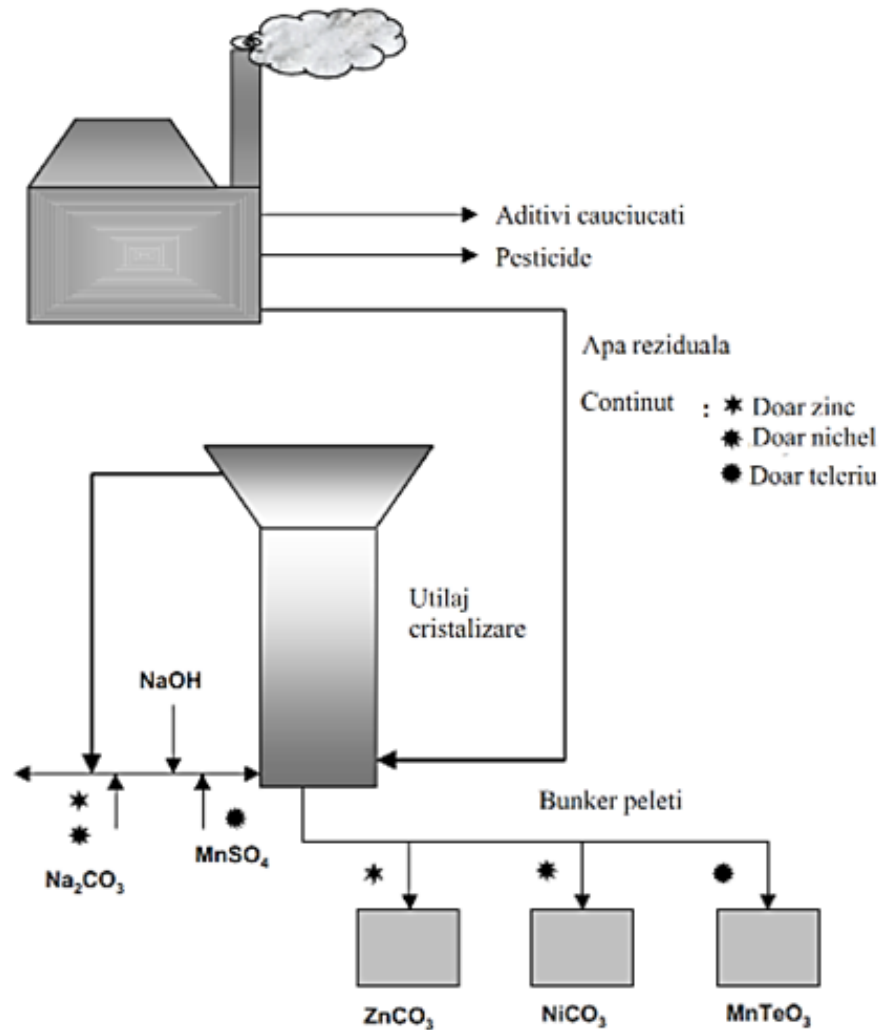 Aditivi cauciucati
Pesticide
Apa reziduala
Continut : Doar zinc
Doar nichel
Doar teleriu
Utilaj
cristalizare
NaOH
Bunker peleti
MnSO₄
Na₂CO₃
ZnCO₃
NiCO₃
MnTeO₃